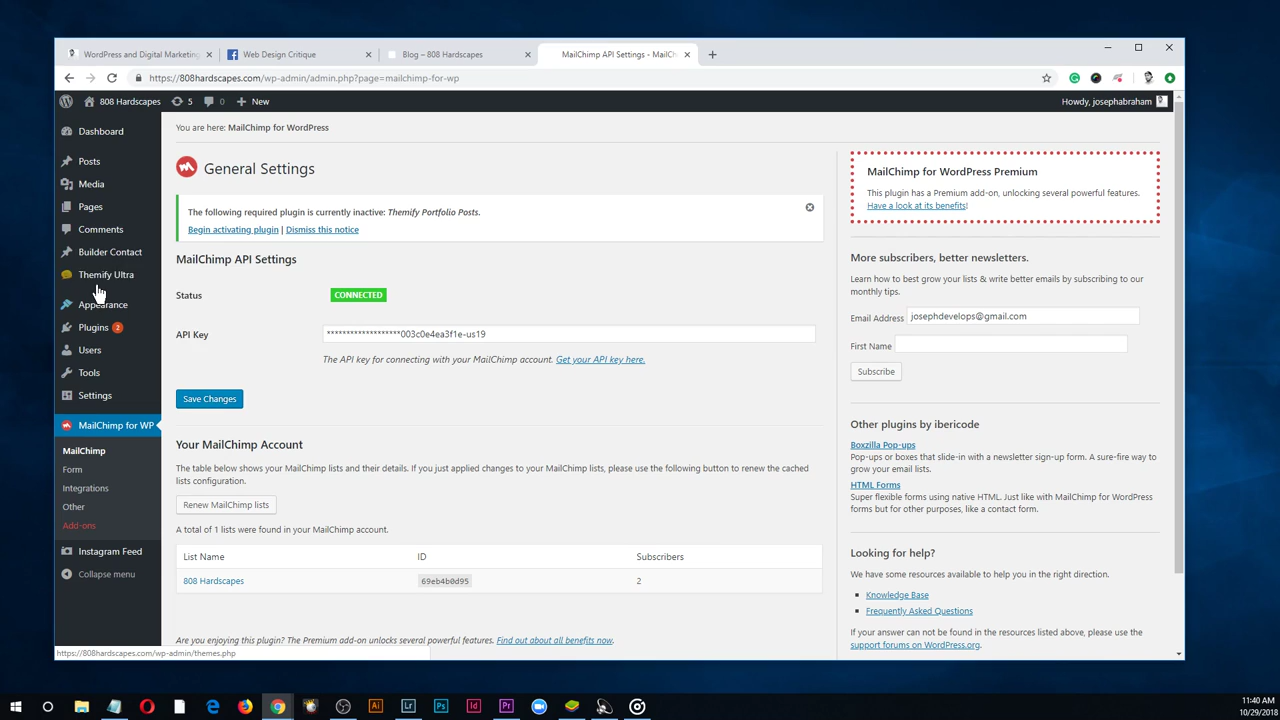 WordPress and Digital Marketing
Web Design Critique
Blog – 808 Hardscapes
MailChimp API Settings - MailC
https://808hardscapes.com/wp-admin/admin.php?page=mailchimp-for-wp
808 Hardscapes
5
0
New
Howdy, josephabraham
Dashboard
Posts
Media
Pages
Comments
Builder Contact
Themify Ultra
Appearance
Plugins 2
Users
Tools
Settings
MailChimp for WP
MailChimp
Form
Integrations
Other
Add-ons
Instagram Feed
Collapse menu
You are here: MailChimp for WordPress
General Settings
The following required plugin is currently inactive: Themify Portfolio Posts.
Begin activating plugin | Dismiss this notice
MailChimp API Settings
Status
CONNECTED
API Key
*******************003c0e4ea3f1e-us19
The API key for connecting with your MailChimp account. Get your API key here.
Save Changes
Your MailChimp Account
The table below shows your MailChimp lists and their details. If you just applied changes to your MailChimp lists, please use the following button to renew the cached
lists configuration.
Renew MailChimp lists
A total of 1 lists were found in your MailChimp account.
List Name ID Subscribers
808 Hardscapes 69eb4b0d95 2
Are you enjoying this plugin? The Premium add-on unlocks several powerful features. Find out about all benefits now.
MailChimp for WordPress Premium
This plugin has a Premium add-on, unlocking several powerful features.
Have a look at its benefits!
More subscribers, better newsletters.
Learn how to best grow your lists & write better emails by subscribing to our
monthly tips.
Email Address josephdevelops@gmail.com
First Name
Subscribe
Other plugins by ibericode
Boxzilla Pop-ups
Pop-ups or boxes that slide-in with a newsletter sign-up form. A sure-fire way to
grow your email lists.
HTML Forms
Super flexible forms using native HTML. Just like with MailChimp for WordPress
forms but for other purposes, like a contact form.
Looking for help?
We have some resources available to help you in the right direction.
Knowledge Base
Frequently Asked Questions
If your answer can not be found in the resources listed above, please use the
support forums on WordPress.org.
https://808hardscapes.com/wp-admin/themes.php
Ai
Lr
Ps
Id
Pr
11:40 AM
10/29/2018